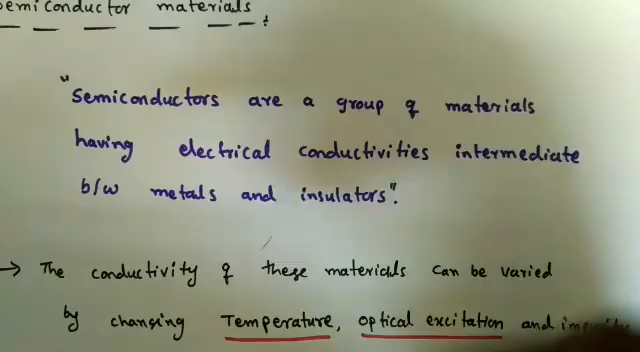 emiconductor materials :
"Semiconductors are a group of materials
having electrical conductivities intermediate
b/w metals and insulators".
→ The conductivity of these materials can be varied
by changing Temperature, optical excitation and